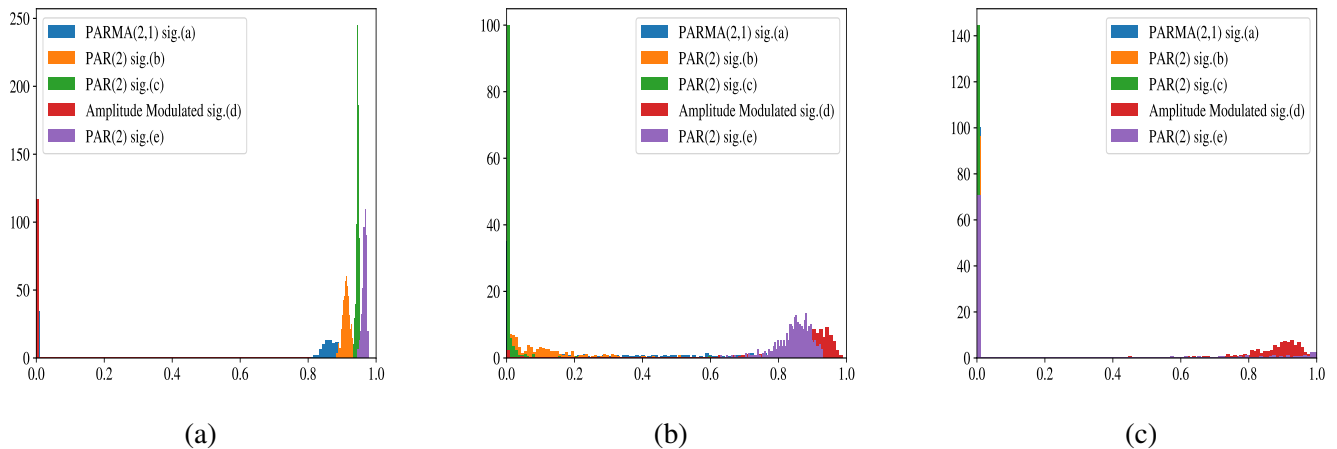 250
200
150
100
50
0
0.0 0.2 0.4 0.6 0.8 1.0
PARMA(2,1) sig.(a)
PAR(2) sig.(b)
PAR(2) sig.(c)
Amplitude Modulated sig.(d)
PAR(2) sig.(e)
(a)
100
80
60
40
20
0
0.0 0.2 0.4 0.6 0.8 1.0
PARMA(2,1) sig.(a)
PAR(2) sig.(b)
PAR(2) sig.(c)
Amplitude Modulated sig.(d)
PAR(2) sig.(e)
(b)
140
120
100
80
60
40
20
0
0.0 0.2 0.4 0.6 0.8 1.0
PARMA(2,1) sig.(a)
PAR(2) sig.(b)
PAR(2) sig.(c)
Amplitude Modulated sig.(d)
PAR(2) sig.(e)
(c)